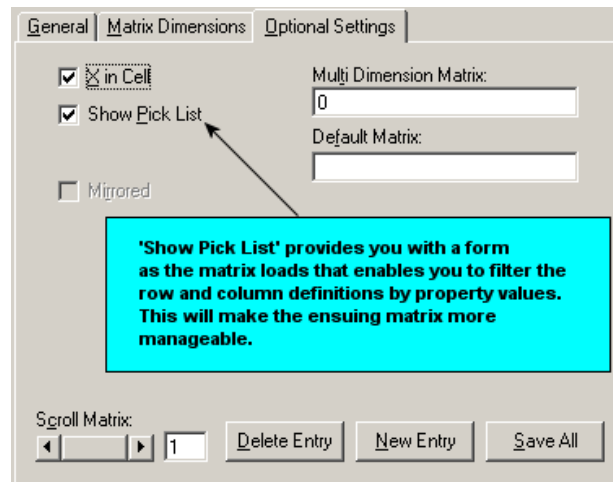 General
Matrix Dimensions
Optional Settings
X in Cell
Multi Dimension Matrix:
0
Show Pick List
Default Matrix:
Mirrored
'Show Pick List' provides you with a form
as the matrix loads that enables you to filter the
row and column definitions by property values.
This will make the ensuing matrix more
manageable.
Scroll Matrix:
1
Delete Entry
New Entry
Save All